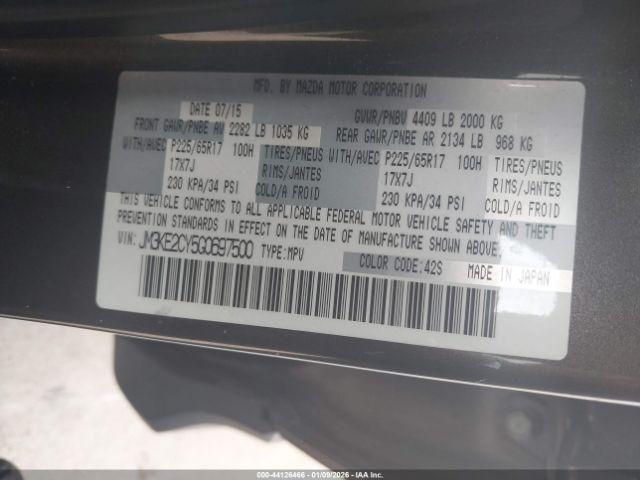 MFD. BY MAZDA MOTOR CORPORATION
DATE 07/15 GVWR/PNBV 4409 LB 2000 KG
FRONT GAWR/PNBE AV 2282 LB 1035 KG REAR GAWR/PNBE AR 2134 LB 968 KG
WITH/AVEC P225/65R17 100H TIRES/PNEUS WITH/AVEC P225/65R17 100H TIRES/PNEUS
17X7J RIMS/JANTES 17X7J RIMS/JANTES
230 KPA/34 PSI COLD/A FROID 230 KPA/34 PSI COLD/A FROID
THIS VEHICLE CONFORMS TO ALL APPLICABLE FEDERAL MOTOR VEHICLE SAFETY AND THEFT
PREVENTION STANDARDS IN EFFECT ON THE DATE OF MANUFACTURE SHOWN ABOVE.
VIN: JM3KE2CY5G0697500 TYPE: MPV COLOR CODE: 42S MADE IN JAPAN
000-44126466 - 01/09/2026 - IAAI.com